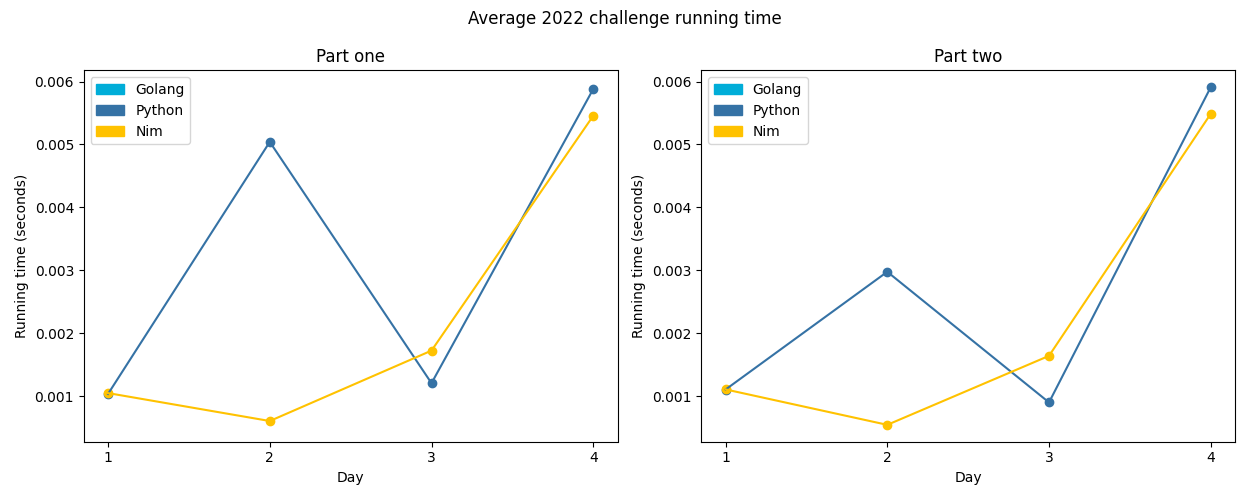 Average 2022 challenge running time
Part one
Golang
Python
Nim
0.006
0.005
0.004
0.003
0.002
0.001
Running time (seconds)
1 2 3 4
Day
Part two
Golang
Python
Nim
0.006
0.005
0.004
0.003
0.002
0.001
Running time (seconds)
1 2 3 4
Day